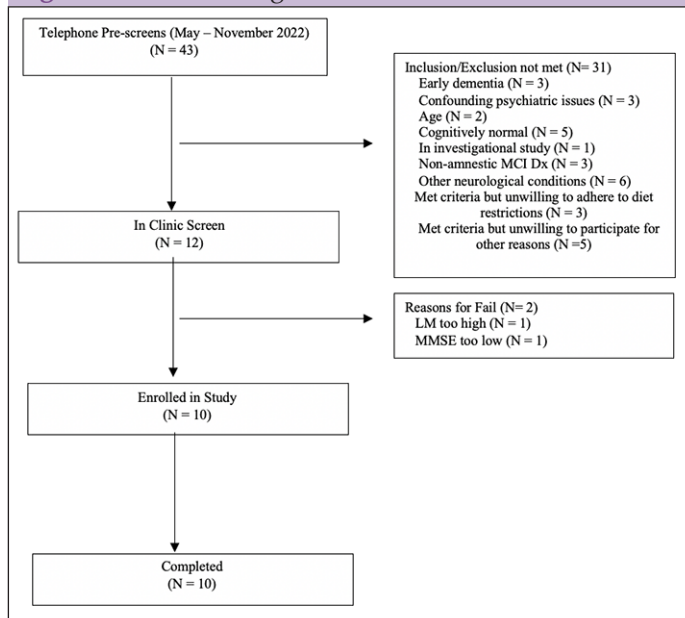 Telephone Pre-screens (May – November 2022)
(N = 43)
Inclusion/Exclusion not met (N= 31)
Early dementia (N = 3)
Confounding psychiatric issues (N = 3)
Age (N = 2)
Cognitively normal (N = 5)
In investigational study (N = 1)
Non-amnestic MCI Dx (N = 3)
Other neurological conditions (N = 6)
Met criteria but unwilling to adhere to diet
restrictions (N = 3)
Met criteria but unwilling to participate for
other reasons (N =5)
In Clinic Screen
(N = 12)
Reasons for Fail (N= 2)
LM too high (N = 1)
MMSE too low (N = 1)
Enrolled in Study
(N = 10)
Completed
(N = 10)